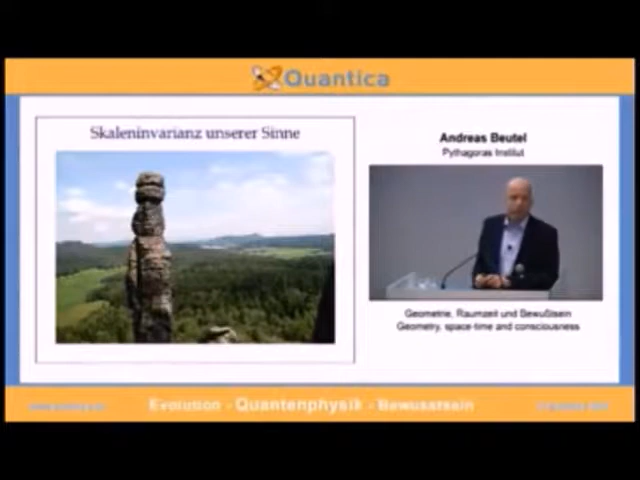 Quantica
Skaleninvarianz unserer Sinne
Andreas Beutel
Pythagoras Institut
Geometrie, Raumzeit und Bewußtsein
Geometry, space-time and consciousness
Evolution - Quantenphysik - Bewusstsein